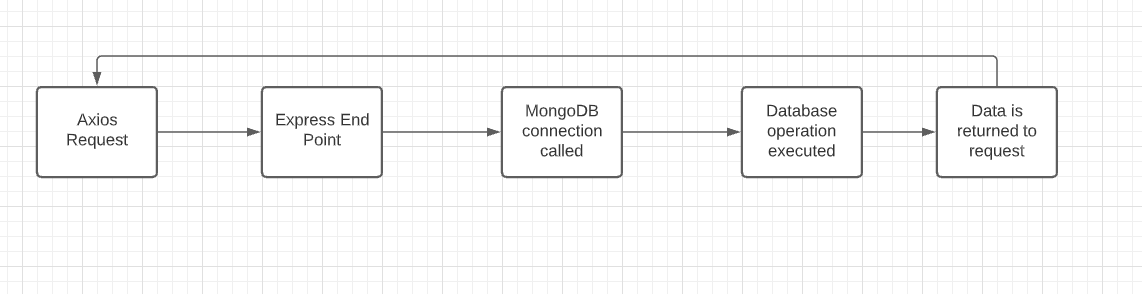 Axios
Request
Express End
Point
MongoDB
connection
called
Database
operation
executed
Data is
returned to
request